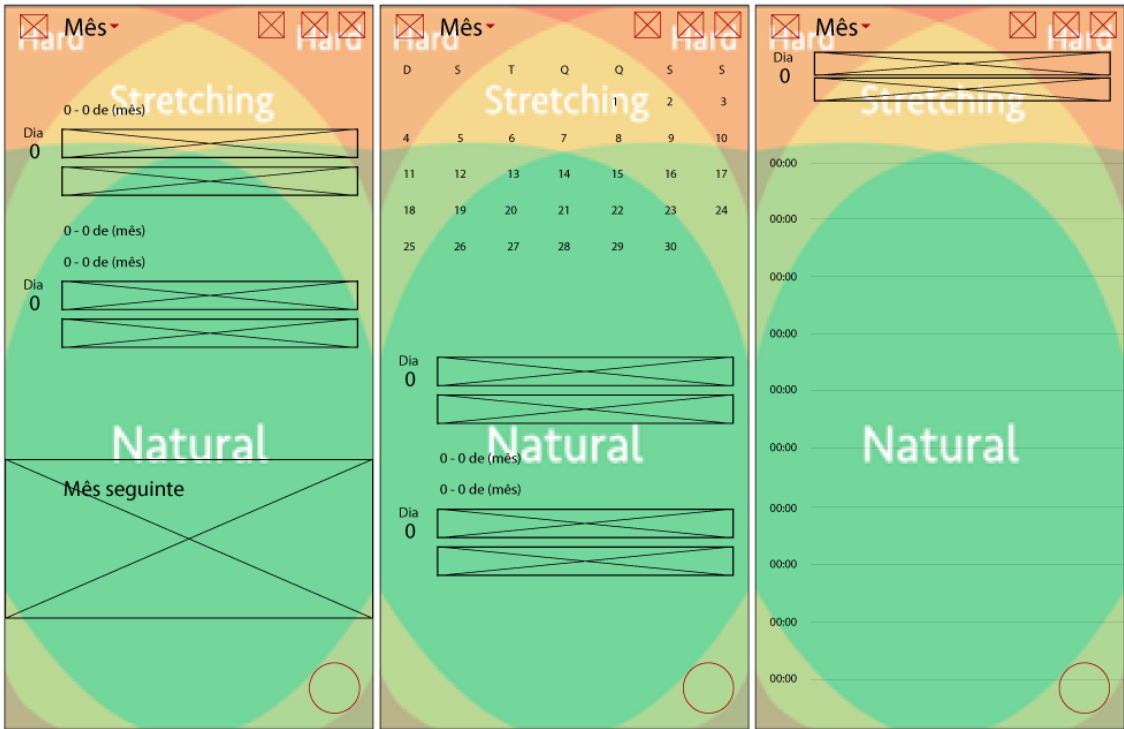 Mês
Hard
Hard
Stretching
0 - 0 de (mês)
Dia
0
0 - 0 de (mês)
0 - 0 de (mês)
Dia
0
Natural
Mês seguinte
Mês
Hard
Hard
D S T Q Q S S
Stretching
1 2 3
4 5 6 7 8 9 10
11 12 13 14 15 16 17
18 19 20 21 22 23 24
25 26 27 28 29 30
Dia
0
Natural
0 - 0 de (mês)
0 - 0 de (mês)
Dia
0
Mês
Hard
Hard
Dia
0
Stretching
00:00
00:00
00:00
00:00
00:00
00:00
Natural
00:00
00:00
00:00
00:00